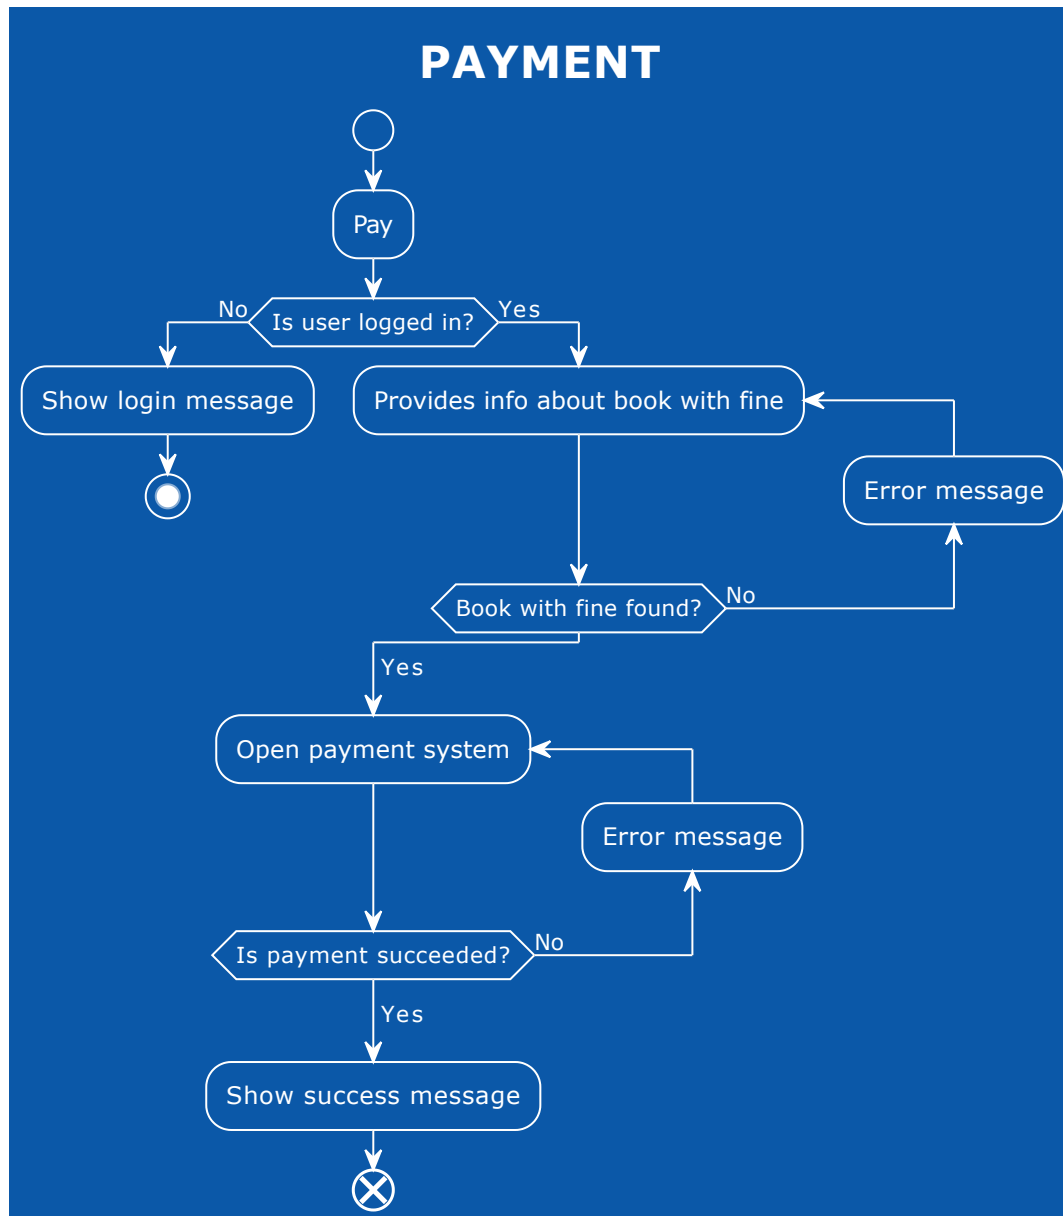 PAYMENT
Pay
No
Is user logged in?
Yes
Show login message
Provides info about book with fine
Error message
Book with fine found?
No
Yes
Open payment system
Error message
Is payment succeeded?
No
Yes
Show success message